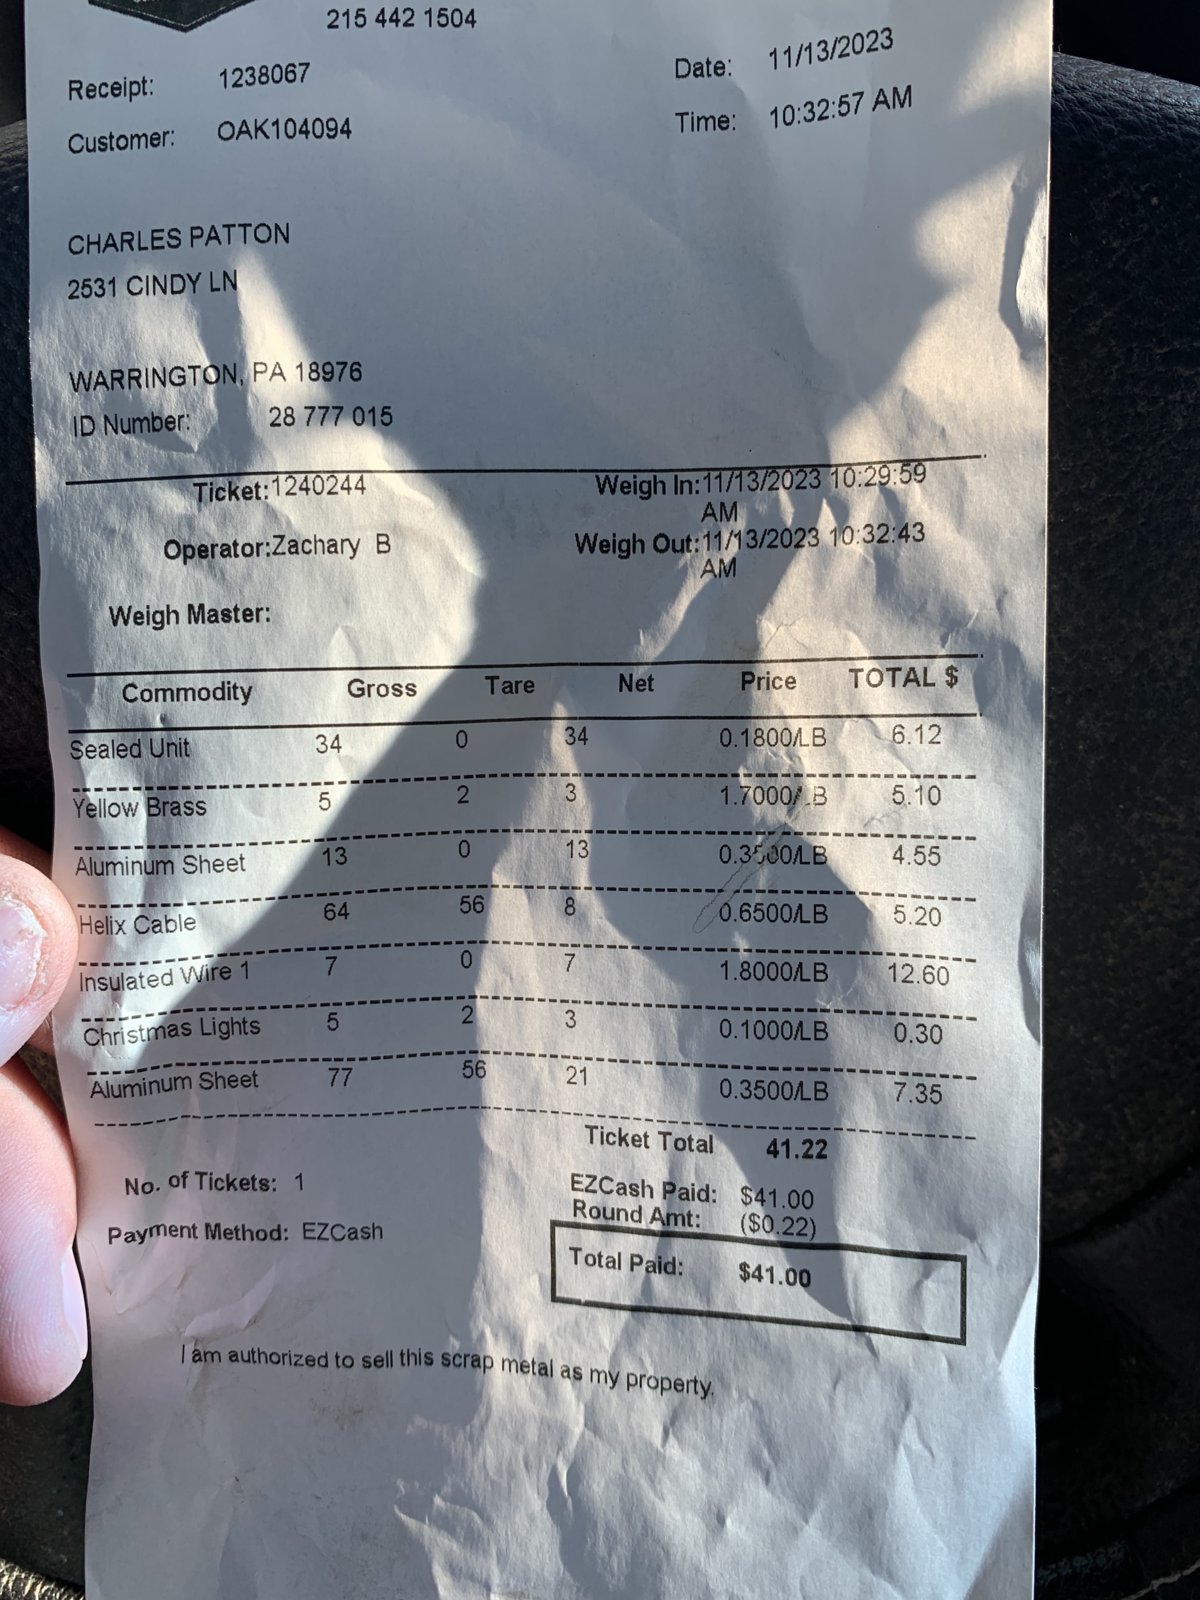 215 442 1504
Receipt: 1238067 Date: 11/13/2023
Customer: OAK104094 Time: 10:32:57 AM
CHARLES PATTON
2531 CINDY LN
WARRINGTON, PA 18976
ID Number: 28 777 015
Ticket:1240244 Weigh In:11/13/2023 10:29:59
AM
Operator:Zachary B Weigh Out:11/13/2023 10:32:43
AM
Weigh Master:
Commodity Gross Tare Net Price TOTAL $
Sealed Unit 34 0 34 0.1800/LB 6.12
Yellow Brass 5 2 3 1.7000/LB 5.10
Aluminum Sheet 13 0 13 0.3500/LB 4.55
Helix Cable 64 56 8 0.6500/LB 5.20
Insulated Wire 1 7 0 7 1.8000/LB 12.60
Christmas Lights 5 2 3 0.1000/LB 0.30
Aluminum Sheet 77 56 21 0.3500/LB 7.35
Ticket Total 41.22
No. of Tickets: 1 EZCash Paid: $41.00
Round Amt: ($0.22)
Payment Method: EZCash
Total Paid: $41.00
I am authorized to sell this scrap metal as my property.